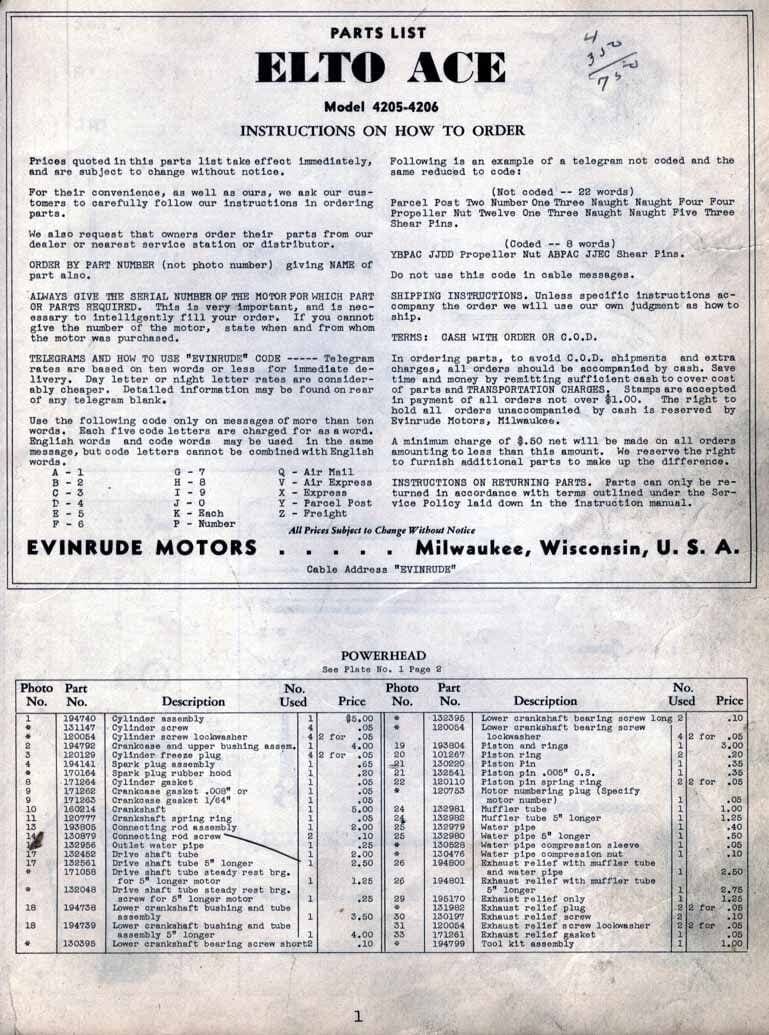 PARTS LIST
ELTO ACE
Model 4205-4206
INSTRUCTIONS ON HOW TO ORDER
4
350
750
Prices quoted in this parts list take effect immediately,
and are subject to change without notice.
For their convenience, as well as ours, we ask our cus-
tomers to carefully follow our instructions in ordering
parts.
We also request that owners order their parts from our
dealer or nearest service station or distributor.
ORDER BY PART NUMBER (not photo number) giving NAME of
part also.
ALWAYS GIVE THE SERIAL NUMBER OF THE MOTOR FOR WHICH PART
OR PARTS REQUIRED. This is very important, and is nec-
essary to intelligently fill your order. If you cannot
give the number of the motor, state when and from whom
the motor was purchased.
TELEGRAMS AND HOW TO USE "EVINRUDE" CODE ----- Telegram
rates are based on ten words or less for immediate de-
livery. Day letter or night letter rates are consider-
ably cheaper. Detailed information may be found on rear
of any telegram blank.
Use the following code only on messages of more than ten
words. Each five code letters are charged for as a word.
English words and code words may be used in the same
message, but code letters cannot be combined with English
words.
A - 1 G - 7 Q - Air Mail
B - 2 H - 8 V - Air Express
C - 3 I - 9 X - Express
D - 4 J - 0 Y - Parcel Post
E - 5 K - Each Z - Freight
F - 6 P - Number
Following is an example of a telegram not coded and the
same reduced to code:
(Not coded -- 22 words)
Parcel Post Two Number One Three Naught Naught Four Four
Propeller Nut Twelve One Three Naught Naught Five Three
Shear Pins.
(Coded -- 8 words)
YBPAC JJDD Propeller Nut ABPAC JJEC Shear Pins.
Do not use this code in cable messages.
SHIPPING INSTRUCTIONS. Unless specific instructions ac-
company the order we will use our own judgment as how to
ship.
TERMS: CASH WITH ORDER OR C.O.D.
In ordering parts, to avoid C.O.D. shipments and extra
charges, all orders should be accompanied by cash. Save
time and money by remitting sufficient cash to cover cost
of parts and TRANSPORTATION CHARGES. Stamps are accepted
in payment of all orders not over $1.00. The right to
hold all orders unaccompanied by cash is reserved by
Evinrude Motors, Milwaukee.
A minimum charge of $.50 net will be made on all orders
amounting to less than this amount. We reserve the right
to furnish additional parts to make up the difference.
INSTRUCTIONS ON RETURNING PARTS. Parts can only be re-
turned in accordance with terms outlined under the Ser-
vice Policy laid down in the instruction manual.
All Prices Subject to Change Without Notice
EVINRUDE MOTORS . . . . . Milwaukee, Wisconsin, U. S. A.
Cable Address "EVINRUDE"
POWERHEAD
See Plate No. 1 Page 2
Photo No. Part No. Description No. Used Price
1 194740 Cylinder assembly 1 $5.00
* 131147 Cylinder screw 4 .05
* 120054 Cylinder screw lockwasher 4 2 for .05
2 194792 Crankcase and upper bushing assem. 1 4.00
3 120129 Cylinder freeze plug 4 2 for .05
4 194141 Spark plug assembly 1 .65
* 170164 Spark plug rubber hood 1 .20
8 171264 Cylinder gasket 1 .05
9 171262 Crankcase gasket .008" or 1 .05
9 171263 Crankcase gasket 1/64" 1 .05
10 160214 Crankshaft 1 5.00
11 120777 Crankshaft spring ring 1 .05
13 193805 Connecting rod assembly 1 2.00
14 130879 Connecting rod screw 2 .10
132956 Outlet water pipe 1 .25
17 132452 Drive shaft tube 1 2.00
17 132561 Drive shaft tube 5" longer 1 2.50
* 171058 Drive shaft tube steady rest brg.
for 5" longer motor 1 1.25
* 132048 Drive shaft tube steady rest brg.
screw for 5" longer motor 1 .25
18 194738 Lower crankshaft bushing and tube
assembly 1 3.50
18 194739 Lower crankshaft bushing and tube
assembly 5" longer 1 4.00
* 130395 Lower crankshaft bearing screw short 2 .10
Photo No. Part No. Description No. Used Price
* 132395 Lower crankshaft bearing screw long 2 .10
* 120054 Lower crankshaft bearing screw
lockwasher 4 2 for .05
19 193804 Piston and rings 1 3.00
20 101267 Piston ring 2 .20
21 130220 Piston Pin 1 .35
21 132541 Piston pin .005" O.S. 1 .35
22 120110 Piston pin spring ring 2 2 for .05
* 120753 Motor numbering plug (Specify
motor number) 1 .05
24 132981 Muffler tube 1 1.00
24 132982 Muffler tube 5" longer 1 1.25
25 132979 Water pipe 1 .40
25 132980 Water pipe 5" longer 1 .50
* 130528 Water pipe compression sleeve 1 .05
* 130476 Water pipe compression nut 1 .10
26 194800 Exhaust relief with muffler tube
and water pipe 1 2.50
26 194801 Exhaust relief with muffler tube
5" longer 1 2.75
29 195170 Exhaust relief only 1 1.25
* 131982 Exhaust relief plug 2 2 for .05
30 130197 Exhaust relief screw 2 .10
31 120054 Exhaust relief screw lockwasher 2 2 for .05
33 171261 Exhaust relief gasket 1 .05
* 194799 Tool kit assembly 1 1.00
1